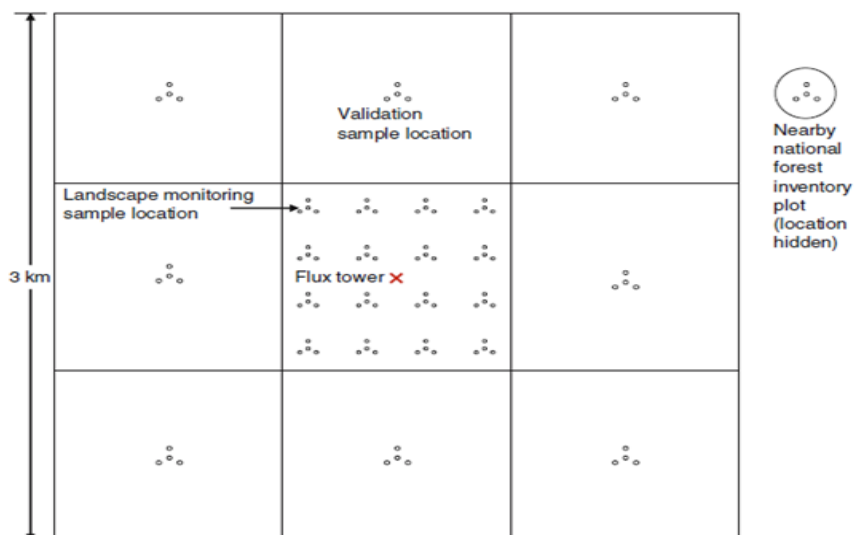 Validation
sample location
Nearby
national
forest
inventory
plot
(location
hidden)
Landscape monitoring
sample location
3 km
Flux tower